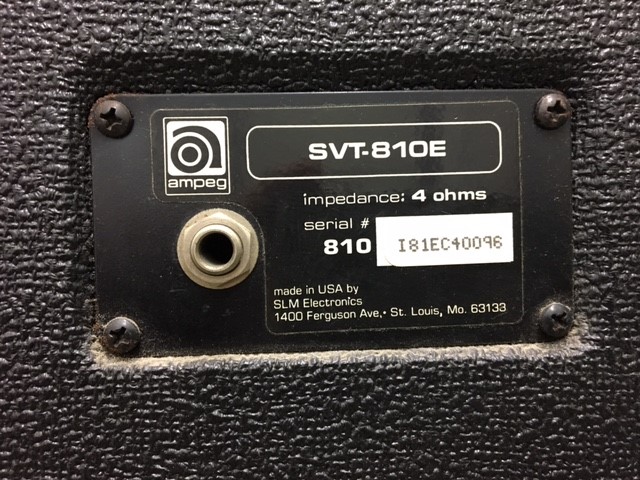 ampeg
SVT-810E
impedance: 4 ohms
serial #
810 I81EC40096
made in USA by
SLM Electronics
1400 Ferguson Ave,• St. Louis, Mo. 63133